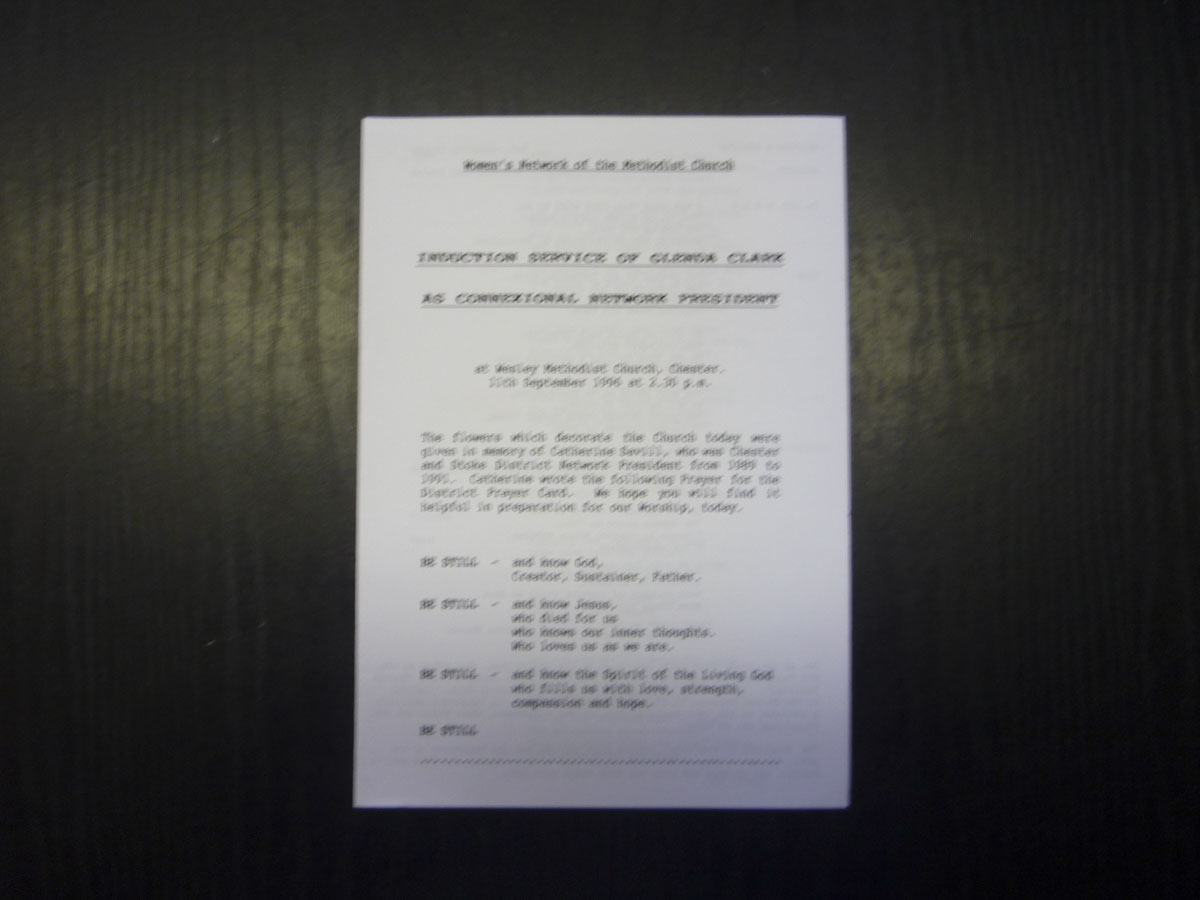 Women's Network of the Methodist Church
INDUCTION SERVICE OF GLENDA CLARK
AS CONNEXIONAL NETWORK PRESIDENT
at Wesley Methodist Church, Chester.
11th September 1996 at 2.30 p.m.
The flowers which decorate the Church today were
given in memory of Catherine Savill, who was Chester
and Stoke District Network President from 1989 to
1991. Catherine wrote the following Prayer for the
District Prayer Card. We hope you will find it
helpful in preparation for our Worship, today.
BE STILL - and know God,
Creator, Sustainer, Father.
BE STILL - and know Jesus,
who died for us
who knows our inner thoughts.
Who loves us as we are.
BE STILL - and know the Spirit of the Living God
who fills us with love, strength,
compassion and hope.
BE STILL